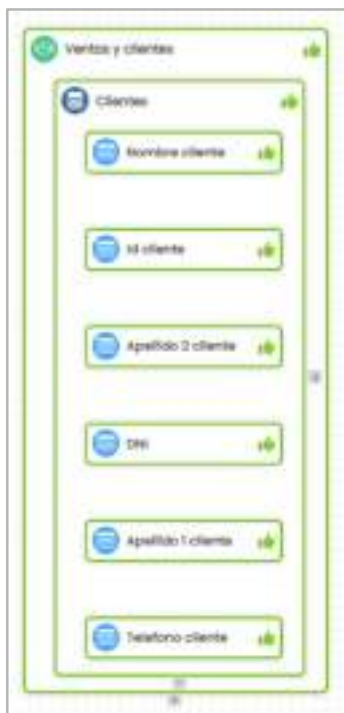 Ventas y clientes
Clientes
Nombre cliente
Id cliente
Apellido 2 cliente
DNI
Apellido 1 cliente
Telefono cliente